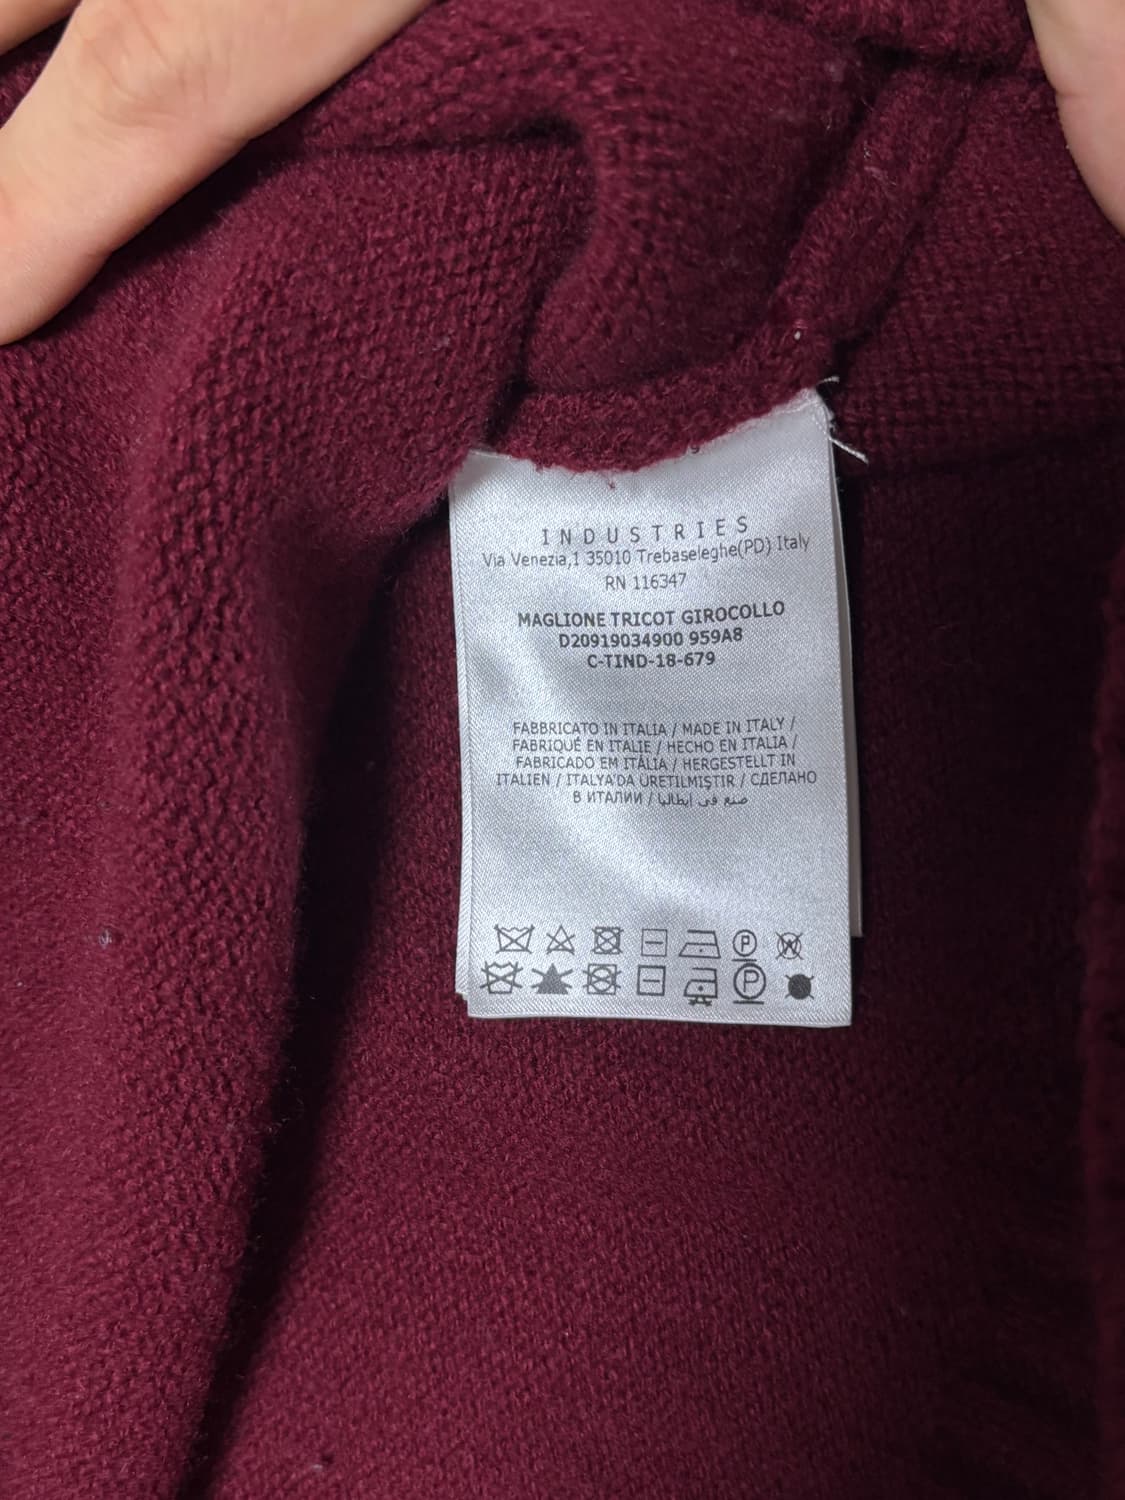 INDUSTRIES
Via Venezia,1 35010 Trebaseleghe(PD) Italy
RN 116347
MAGLIONE TRICOT GIROCOLLO
D20919034900 959A8
C-TIND-18-679
FABBRICATO IN ITALIA / MADE IN ITALY /
FABRIQUÉ EN ITALIE / HECHO EN ITALIA /
FABRICADO EM ITÁLIA / HERGESTELLT IN
ITALIEN / ITALYA'DA ÜRETILMIŞTIR / СДЕЛАНО
В ИТАЛИИ / صنع في إيطاليا
P W
P